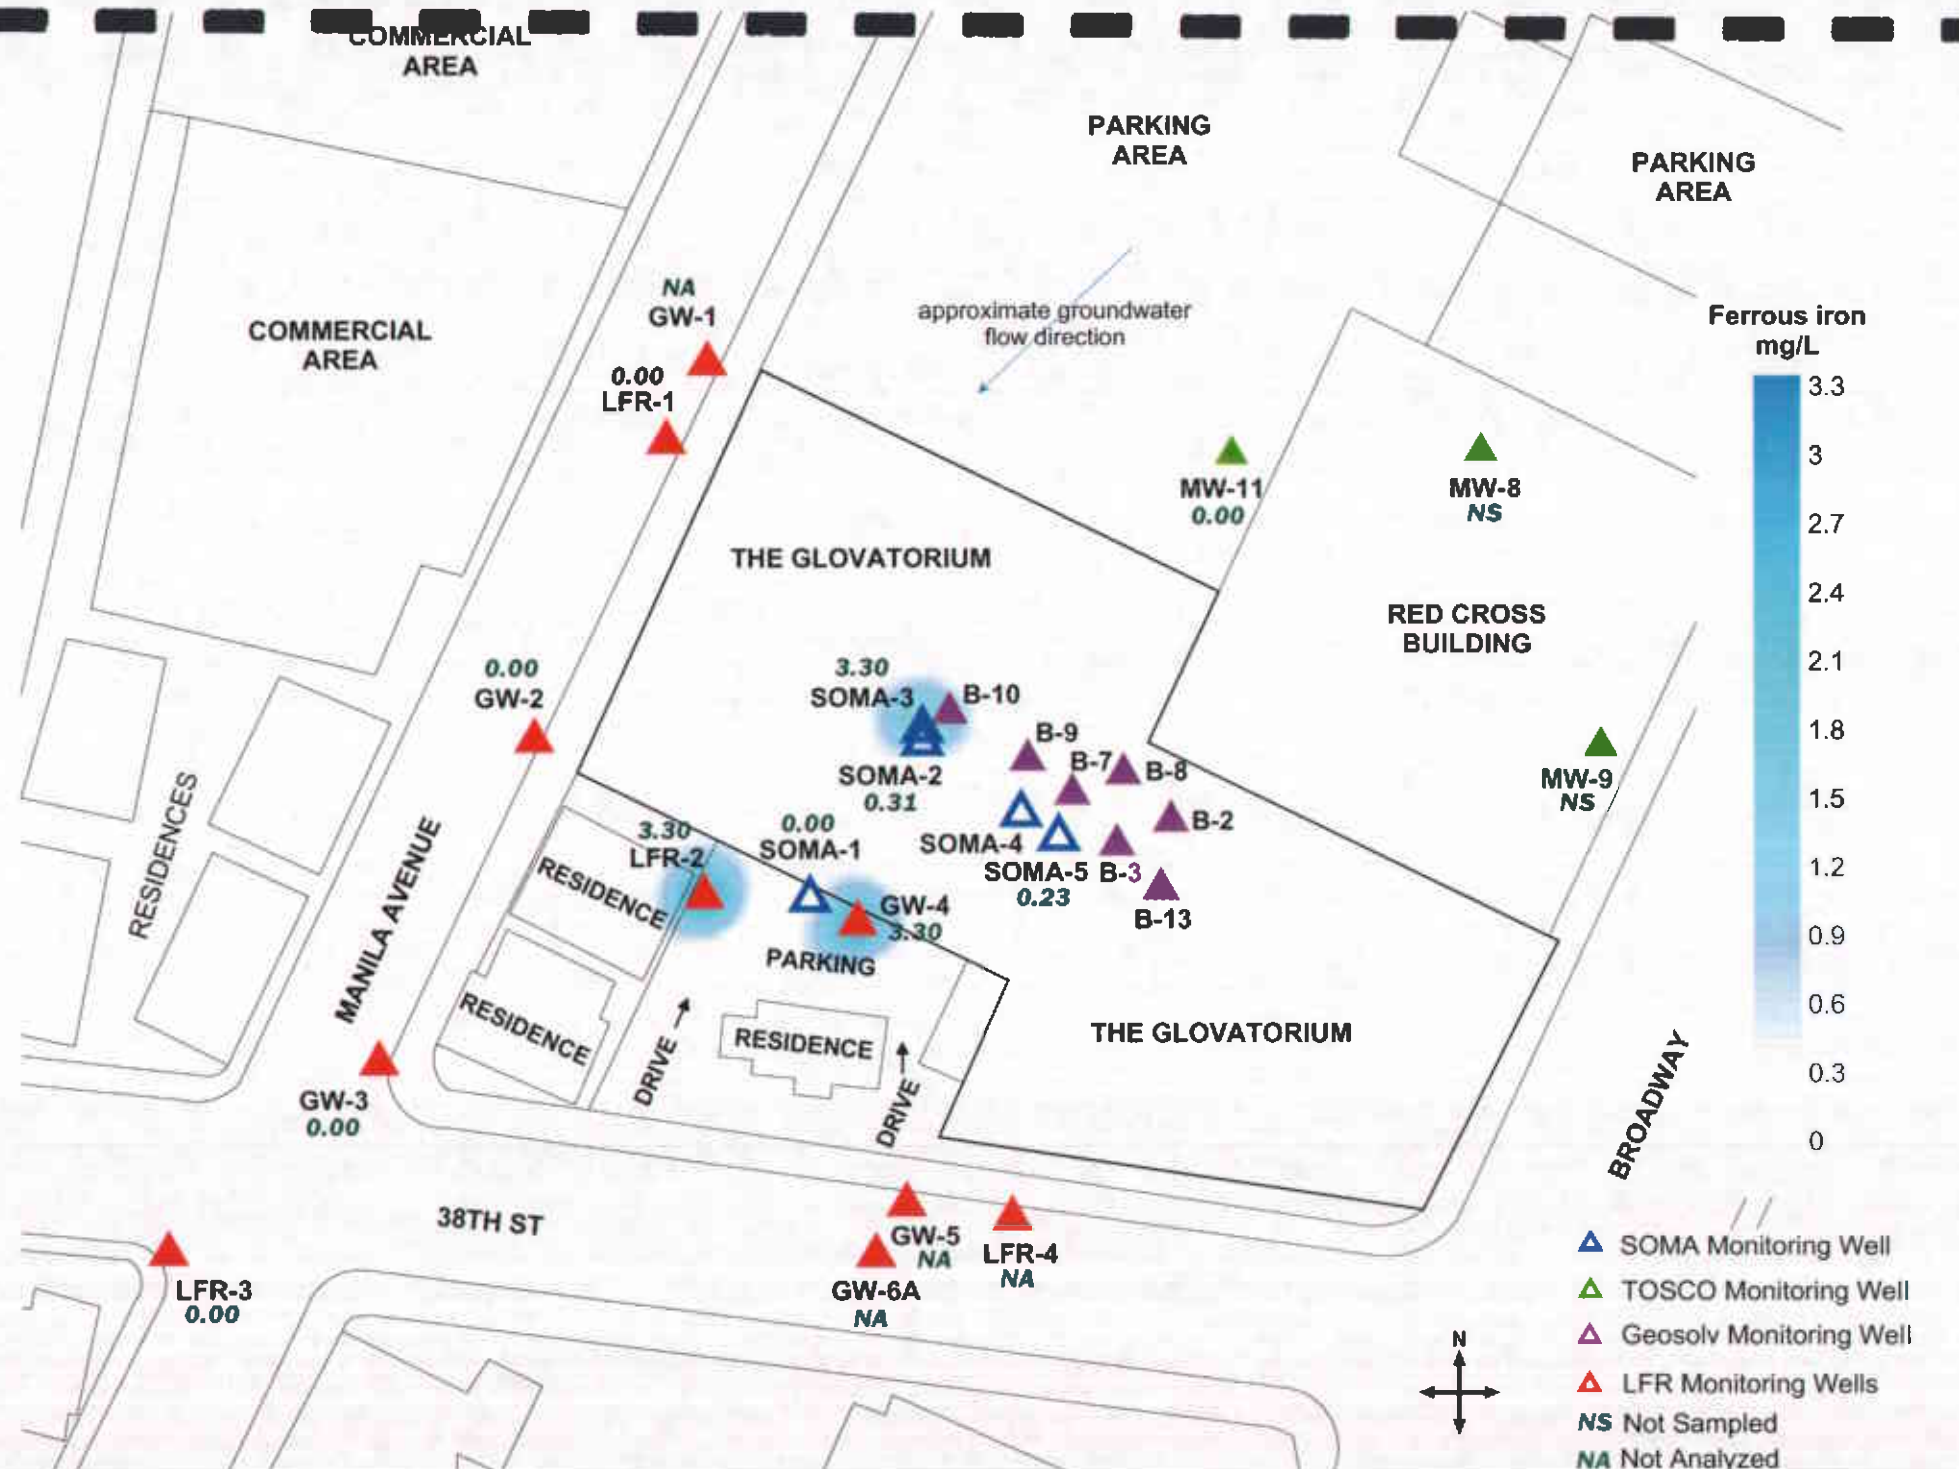 COMMERCIAL
AREA
PARKING
AREA
PARKING
AREA
NA
GW-1
0.00
LFR-1
COMMERCIAL
AREA
approximate groundwater
flow direction
Ferrous iron
mg/L
3.3
3
2.7
2.4
2.1
1.8
1.5
1.2
0.9
0.6
0.3
0
MW-11
0.00
MW-8
NS
THE GLOVATORIUM
RED CROSS
BUILDING
0.00
GW-2
3.30
SOMA-3
B-10
B-9
B-7
B-8
SOMA-2
0.31
MW-9
NS
B-2
3.30
LFR-2
0.00
SOMA-1
SOMA-4
SOMA-5
0.23
B-3
B-13
RESIDENCES
MANILA AVENUE
RESIDENCE
GW-4
3.30
PARKING
RESIDENCE
RESIDENCE
DRIVE
DRIVE
THE GLOVATORIUM
BROADWAY
GW-3
0.00
38TH ST
GW-5
NA
LFR-4
NA
GW-6A
NA
LFR-3
0.00
N
SOMA Monitoring Well
TOSCO Monitoring Well
Geosolv Monitoring Well
LFR Monitoring Wells
NS Not Sampled
NA Not Analyzed